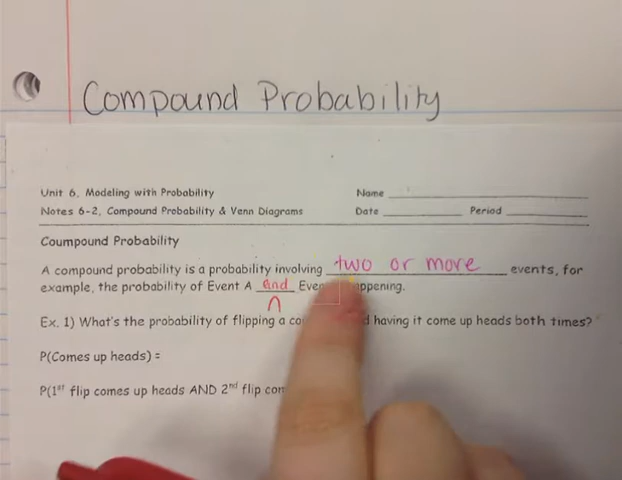 Compound Probability
Unit 6, Modeling with Probability Name
Notes 6-2, Compound Probability & Venn Diagrams Date Period
Coumpound Probability
A compound probability is a probability involving two or more events, for
example, the probability of Event A and happening.
∩
Ex. 1) What's the probability of flipping a having it come up heads both times?
P(Comes up heads) =
P(1st flip comes up heads AND 2nd flip